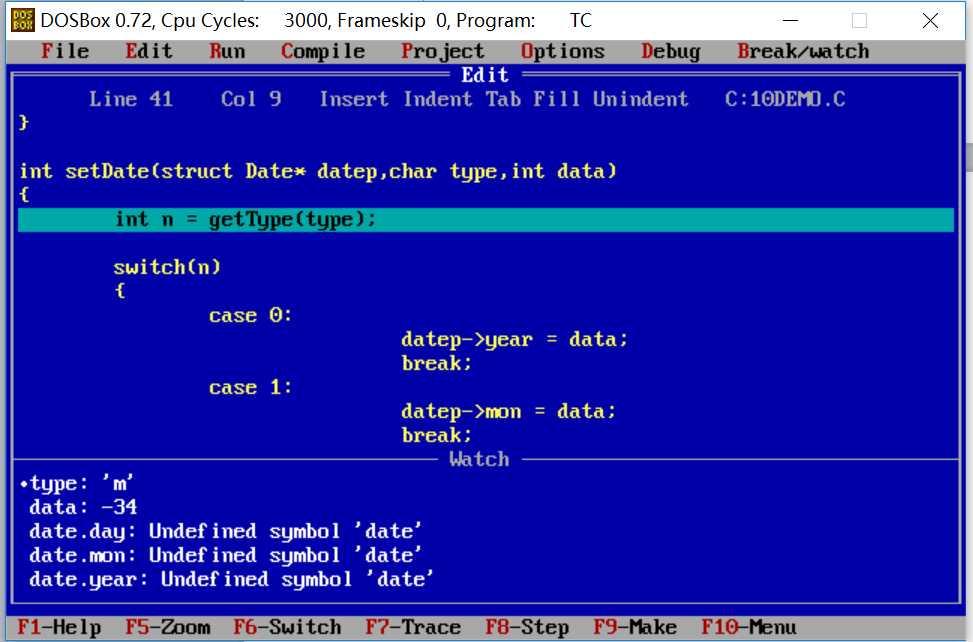 DOSBox 0.72, Cpu Cycles: 3000, Frameskip 0, Program: TC
File Edit Run Compile Project Options Debug Break/watch
Edit
Line 41 Col 9 Insert Indent Tab Fill Unindent C:10DEMO.C
}
int setDate(struct Date* datep,char type,int data)
{
int n = getType(type);
switch(n)
{
case 0:
datep->year = data;
break;
case 1:
datep->mon = data;
break;
Watch
•type: 'm'
data: -34
date.day: Undefined symbol 'date'
date.mon: Undefined symbol 'date'
date.year: Undefined symbol 'date'
F1-Help F5-Zoom F6-Switch F7-Trace F8-Step F9-Make F10-Menu